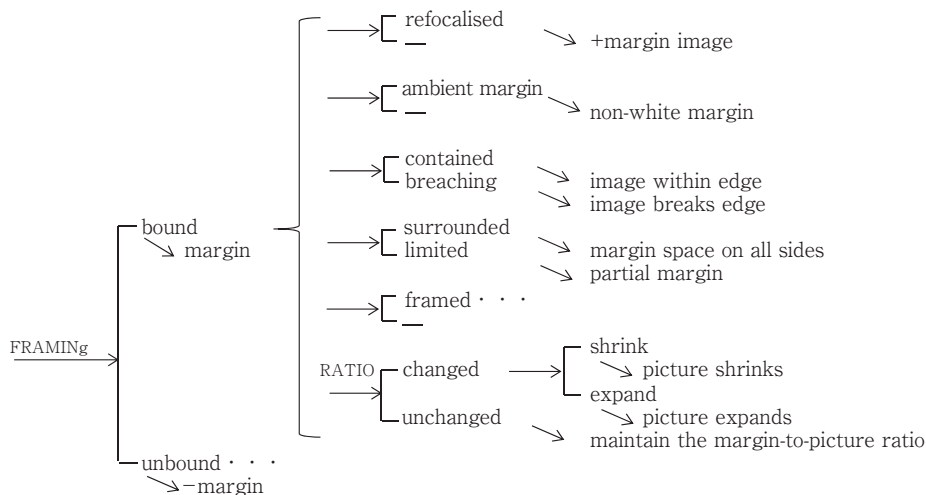 refocalised
+margin image
ambient margin
non-white margin
contained
breaching
image within edge
image breaks edge
bound
margin
surrounded
limited
margin space on all sides
partial margin
framed · · ·
FRAMINg
RATIO
changed
shrink
picture shrinks
expand
unchanged
picture expands
maintain the margin-to-picture ratio
unbound · · ·
−margin